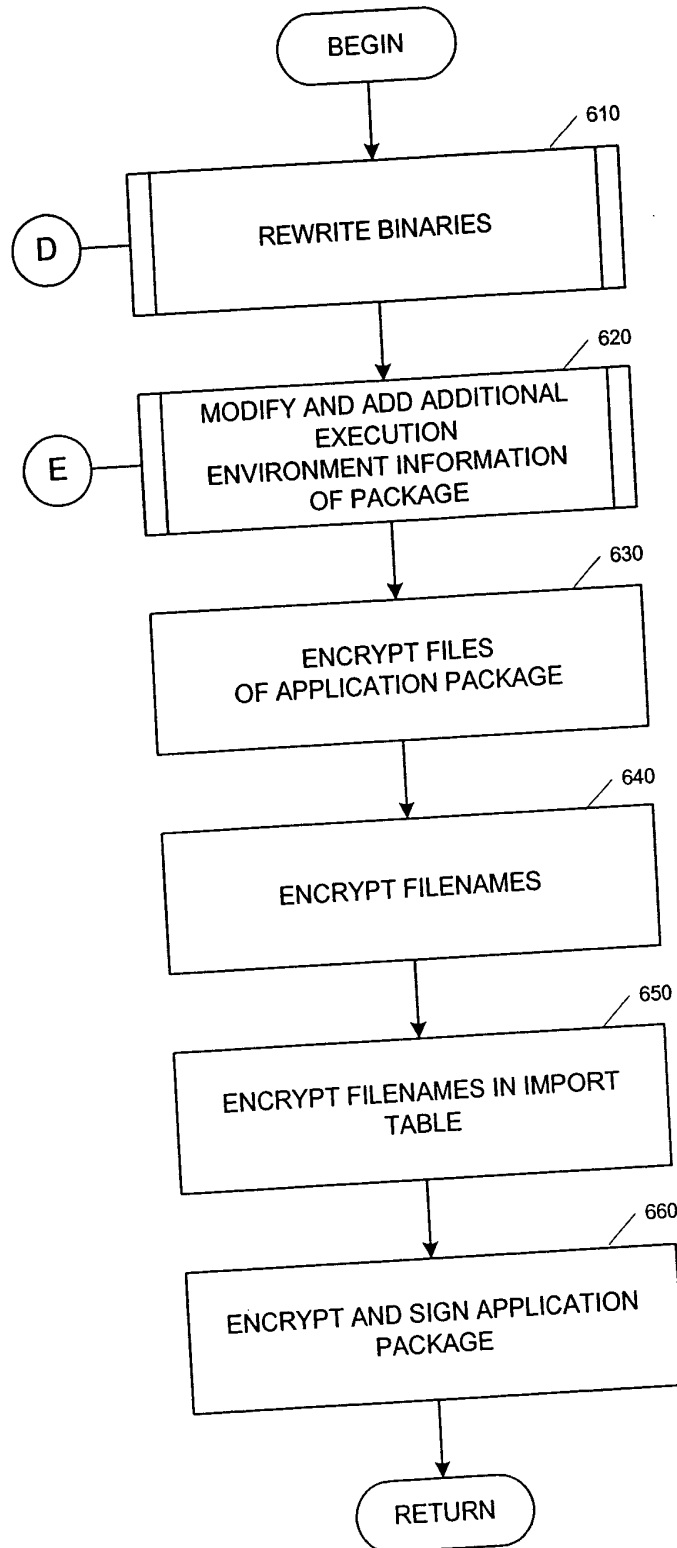 BEGIN
610
D
REWRITE BINARIES
620
E
MODIFY AND ADD ADDITIONAL
EXECUTION
ENVIRONMENT INFORMATION
OF PACKAGE
630
ENCRYPT FILES
OF APPLICATION PACKAGE
640
ENCRYPT FILENAMES
650
ENCRYPT FILENAMES IN IMPORT
TABLE
660
ENCRYPT AND SIGN APPLICATION
PACKAGE
RETURN